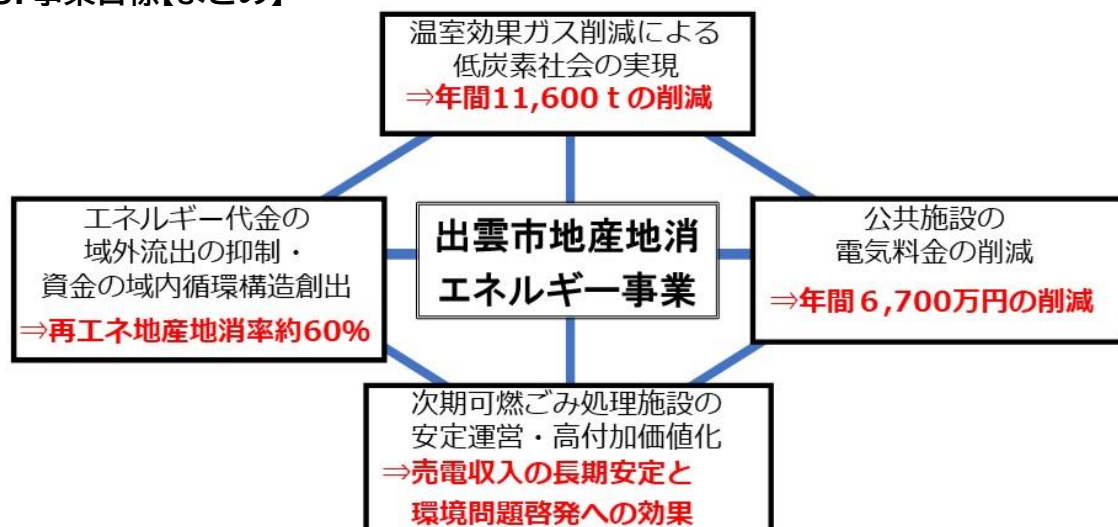 事業目標【まとめ】
温室効果ガス削減による
低炭素社会の実現
⇒年間11,600ｔの削減
エネルギー代金の
域外流出の抑制・
資金の域内循環構造創出
⇒再エネ地産地消率約60%
出雲市地産地消
エネルギー事業
公共施設の
電気料金の削減
⇒年間６,700万円の削減
次期可燃ごみ処理施設の
安定運営・高付加価値化
⇒売電収入の長期安定と
環境問題啓発への効果